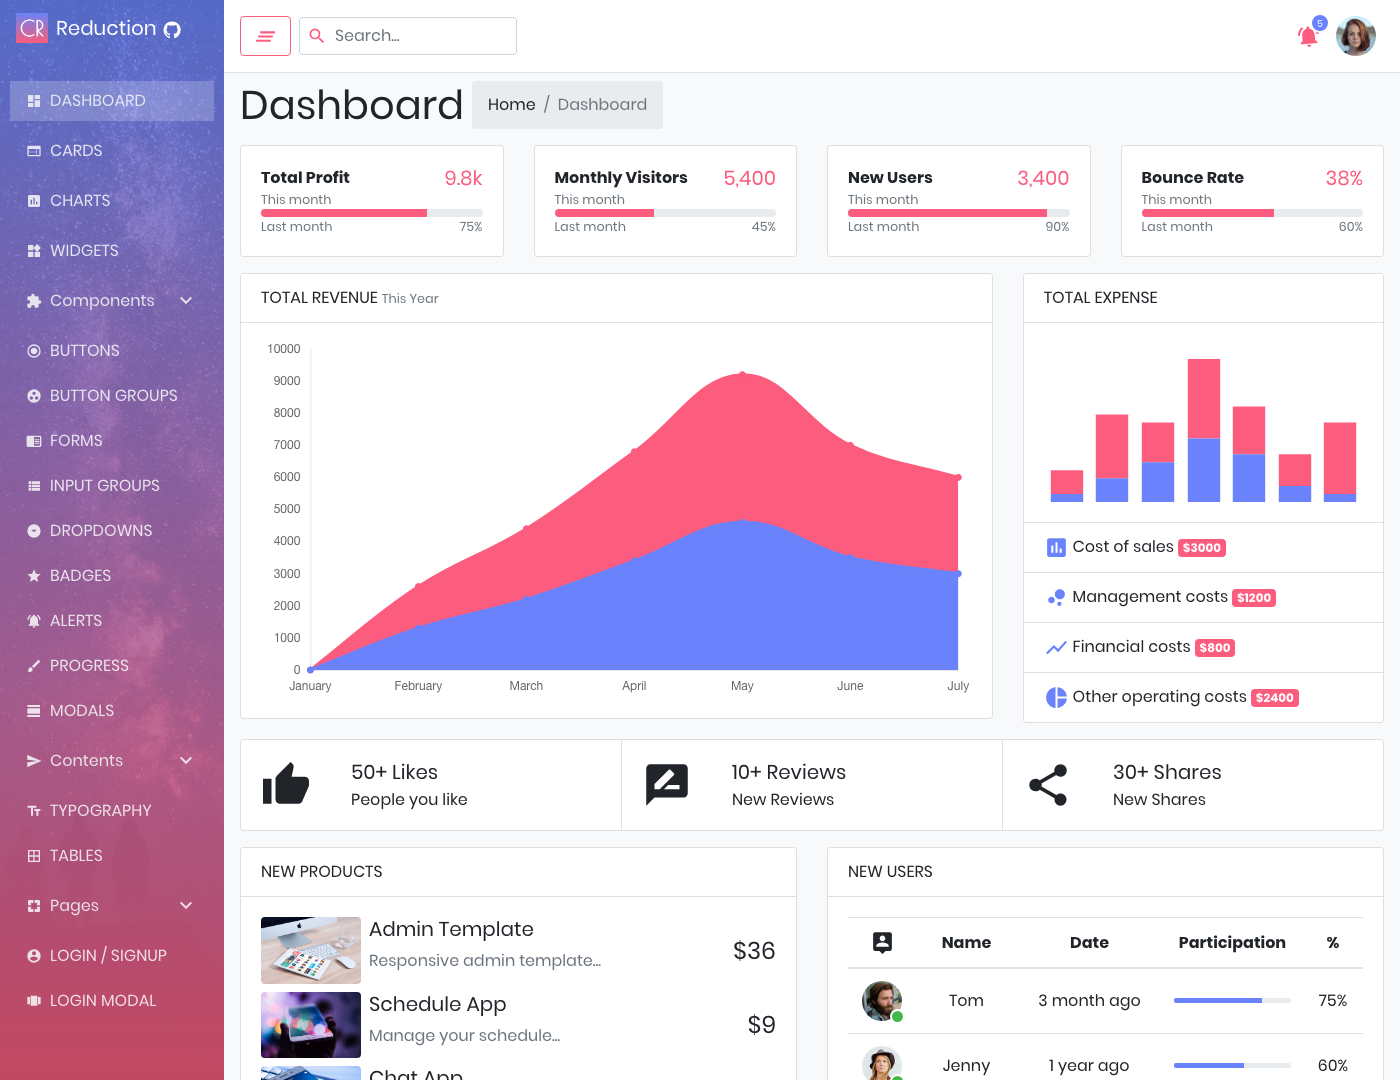 CR Reduction
DASHBOARD
CARDS
CHARTS
WIDGETS
Components
BUTTONS
BUTTON GROUPS
FORMS
INPUT GROUPS
DROPDOWNS
BADGES
ALERTS
PROGRESS
MODALS
Contents
TYPOGRAPHY
TABLES
Pages
LOGIN / SIGNUP
LOGIN MODAL
Search...
5
Dashboard
Home / Dashboard
Total Profit 9.8k
This month
Last month 75%
Monthly Visitors 5,400
This month
Last month 45%
New Users 3,400
This month
Last month 90%
Bounce Rate 38%
This month
Last month 60%
TOTAL REVENUE This Year
10000
9000
8000
7000
6000
5000
4000
3000
2000
1000
0
January February March April May June July
TOTAL EXPENSE
Cost of sales $3000
Management costs $1200
Financial costs $800
Other operating costs $2400
50+ Likes
People you like
10+ Reviews
New Reviews
30+ Shares
New Shares
NEW PRODUCTS
Admin Template
Responsive admin template...
$36
Schedule App
Manage your schedule...
$9
Chat App
NEW USERS
Name Date Participation %
Tom 3 month ago 75%
Jenny 1 year ago 60%